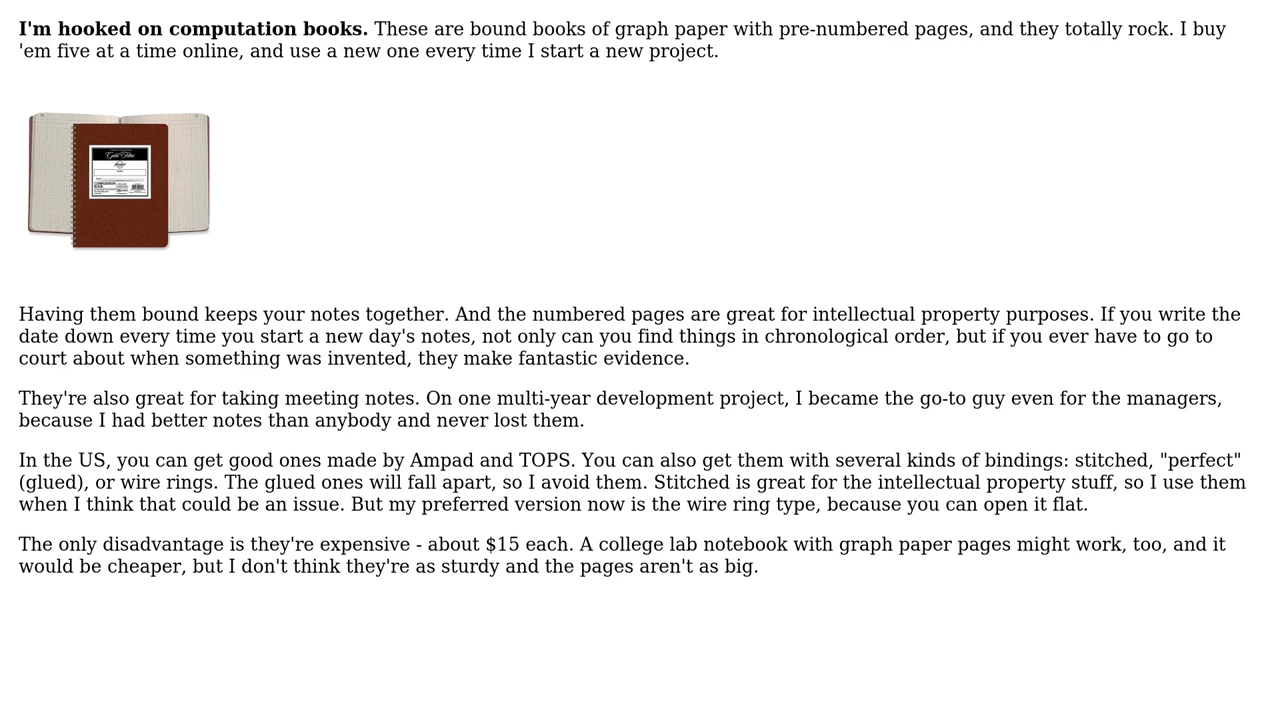 I'm hooked on computation books. These are bound books of graph paper with pre-numbered pages, and they totally rock. I buy
'em five at a time online, and use a new one every time I start a new project.
Gold Fibre
COMPUTATION
BOOK
Having them bound keeps your notes together. And the numbered pages are great for intellectual property purposes. If you write the
date down every time you start a new day's notes, not only can you find things in chronological order, but if you ever have to go to
court about when something was invented, they make fantastic evidence.
They're also great for taking meeting notes. On one multi-year development project, I became the go-to guy even for the managers,
because I had better notes than anybody and never lost them.
In the US, you can get good ones made by Ampad and TOPS. You can also get them with several kinds of bindings: stitched, "perfect"
(glued), or wire rings. The glued ones will fall apart, so I avoid them. Stitched is great for the intellectual property stuff, so I use them
when I think that could be an issue. But my preferred version now is the wire ring type, because you can open it flat.
The only disadvantage is they're expensive - about $15 each. A college lab notebook with graph paper pages might work, too, and it
would be cheaper, but I don't think they're as sturdy and the pages aren't as big.